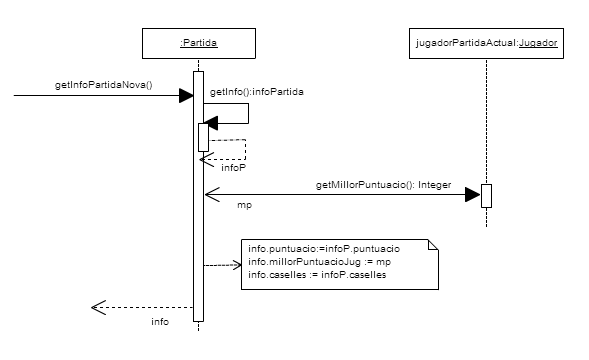 :Partida
jugadorPartidaActual:Jugador
getInfoPartidaNova()
getInfo():infoPartida
infoP
getMillorPuntuacio(): Integer
mp
info.puntuacio:=infoP.puntuacio
info.millorPuntuacioJug := mp
info.caselles := infoP.caselles
info